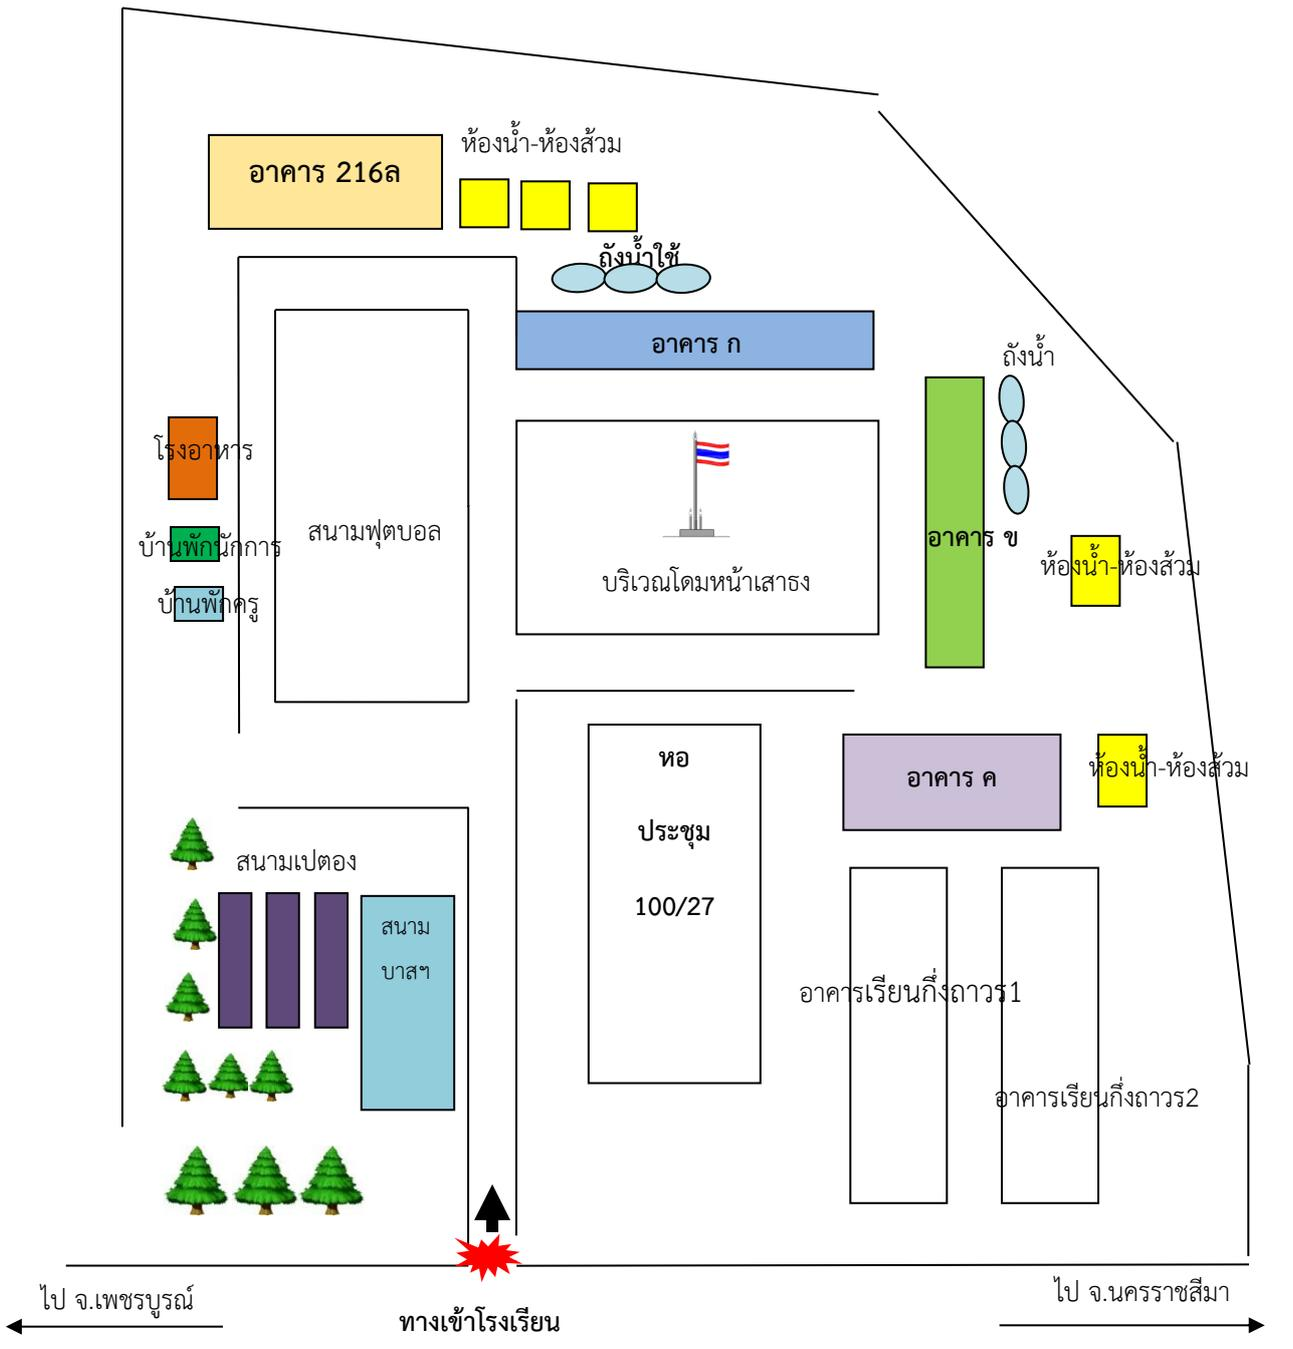 ห้องน้ำ-ห้องส้วม
อาคาร 216ล
ถังน้ำใช้
อาคาร ก
ถังน้ำ
โรงอาหาร
สนามฟุตบอล
อาคาร ข
บ้านพักนักการ
ห้องน้ำ-ห้องส้วม
บริเวณโดมหน้าเสาธง
บ้านพักครู
หอ
ประชุม
100/27
อาคาร ค
ห้องน้ำ-ห้องส้วม
สนามเปตอง
สนาม
บาสฯ
อาคารเรียนกึ่งถาวร1
อาคารเรียนกึ่งถาวร2
ไป จ.เพชรบูรณ์
ทางเข้าโรงเรียน
ไป จ.นครราชสีมา